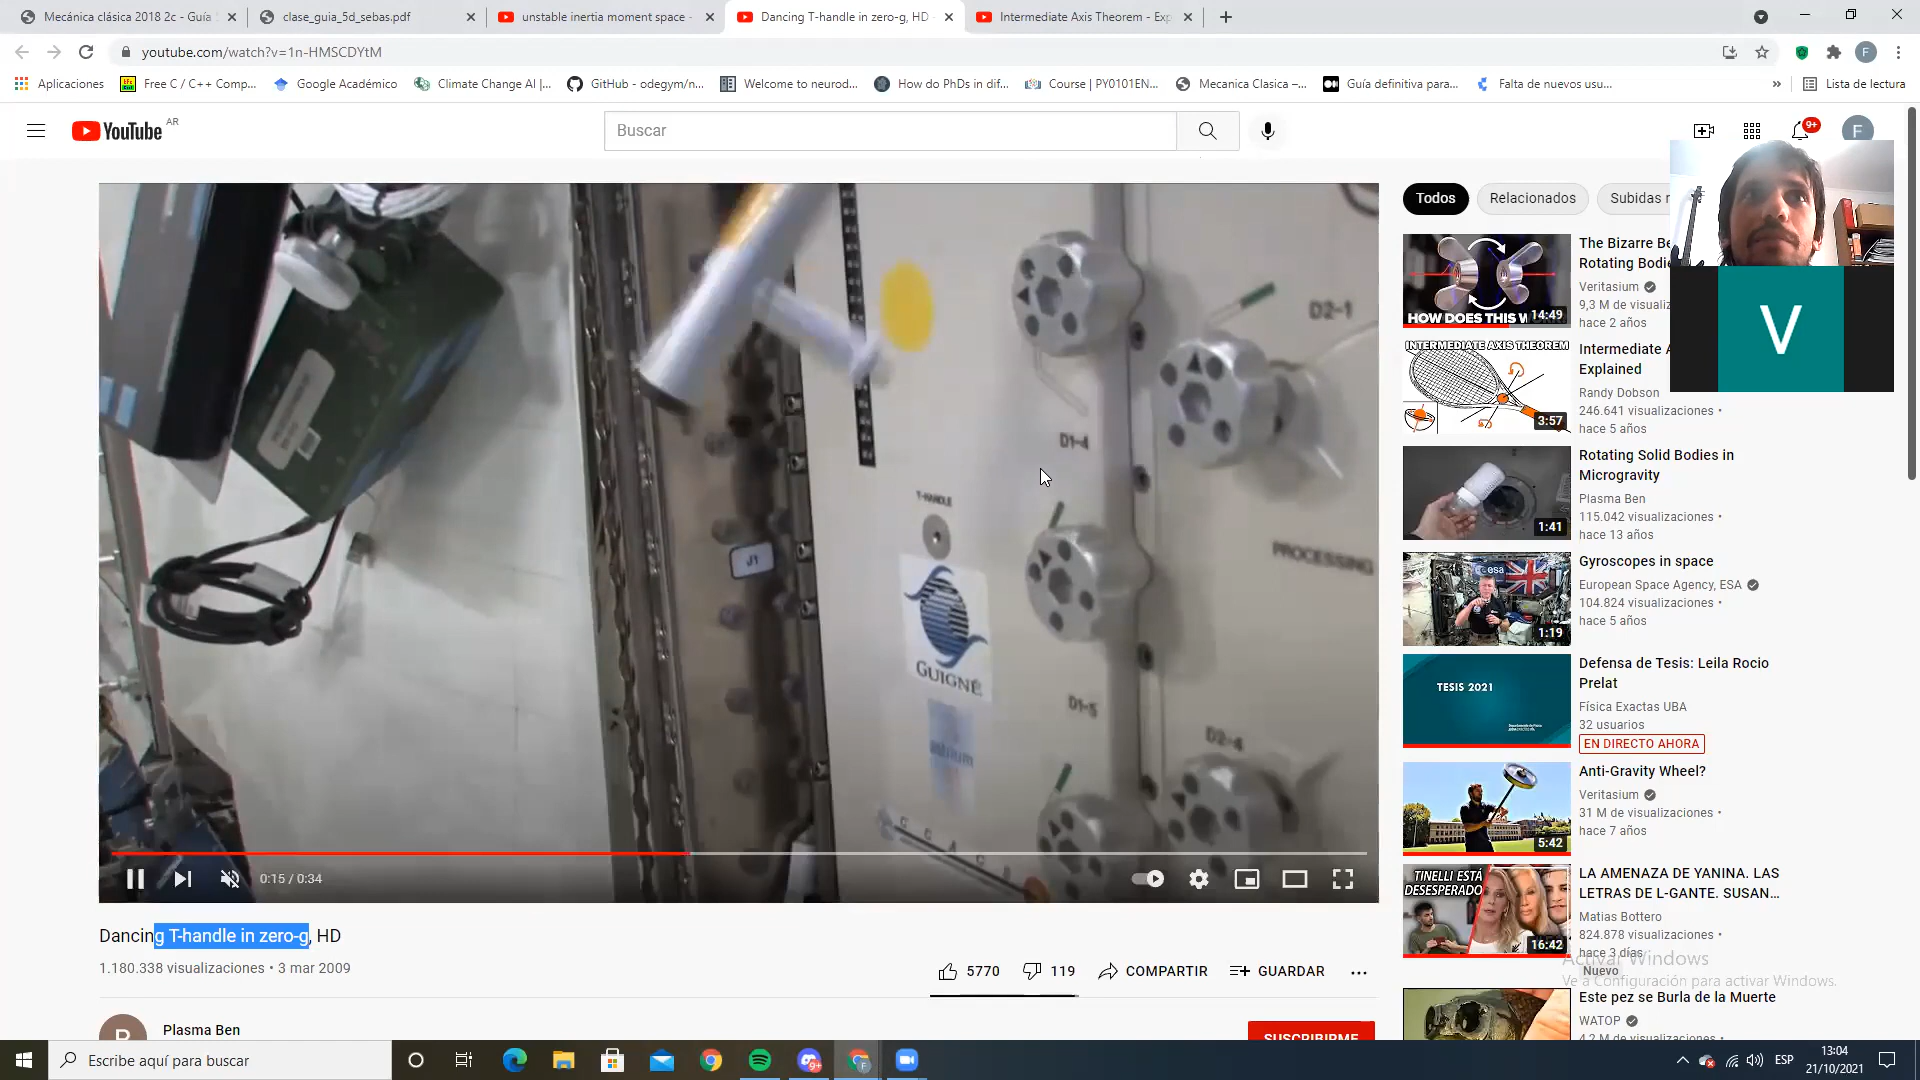 Mecánica clásica 2018 2c - Guía
clase_guia_5d_sebas.pdf
unstable inertia moment space -
Dancing T-handle in zero-g, HD -
Intermediate Axis Theorem - Exp
youtube.com/watch?v=1n-HMSCDYtM
F
Aplicaciones
Free C / C++ Comp...
Google Académico
Climate Change AI |...
GitHub - odegym/n...
Welcome to neurod...
How do PhDs in dif...
Course | PY0101EN...
Mecanica Clasica –...
Guía definitiva para...
Falta de nuevos usu...
»
Lista de lectura
YouTube AR
Buscar
9+
F
Todos
Relacionados
Subidas r
V
T-HANDLE
GUIGNÉ
J1
D1-4
D1-5
D2-1
D2-4
PROCESSING
0:15 / 0:34
HOW DOES THIS W
14:49
The Bizarre Be
Rotating Bodie
Veritasium
9,3 M de visualiz
hace 2 años
INTERMEDIATE AXIS THEOREM
3:57
Intermediate A
Explained
Randy Dobson
246.641 visualizaciones •
hace 5 años
1:41
Rotating Solid Bodies in
Microgravity
Plasma Ben
115.042 visualizaciones •
hace 13 años
esa
1:19
Gyroscopes in space
European Space Agency, ESA
104.824 visualizaciones •
hace 5 años
TESIS 2021
Defensa de Tesis: Leila Rocio
Prelat
Física Exactas UBA
32 usuarios
EN DIRECTO AHORA
5:42
Anti-Gravity Wheel?
Veritasium
31 M de visualizaciones •
hace 7 años
TINELLI ESTÁ
DESESPERADO
16:42
LA AMENAZA DE YANINA. LAS
LETRAS DE L-GANTE. SUSAN...
Matias Bottero
824.878 visualizaciones •
hace 3 días
Nuevo
Este pez se Burla de la Muerte
WATOP
4,2 M de visualizaciones •
Dancing T-handle in zero-g, HD
1.180.338 visualizaciones • 3 mar 2009
5770
119
COMPARTIR
GUARDAR
Plasma Ben
SUSCRIBIRME
Activar Windows
Ve a Configuración para activar Windows.
Escribe aquí para buscar
9+
F
ESP
13:04
21/10/2021